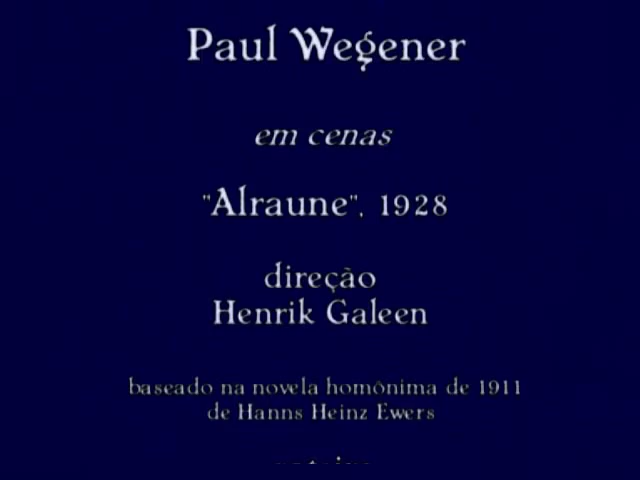 Paul Wegener
em cenas
"Alraune", 1928
direção
Henrik Galeen
baseado na novela homônima de 1911
de Hanns Heinz Ewers